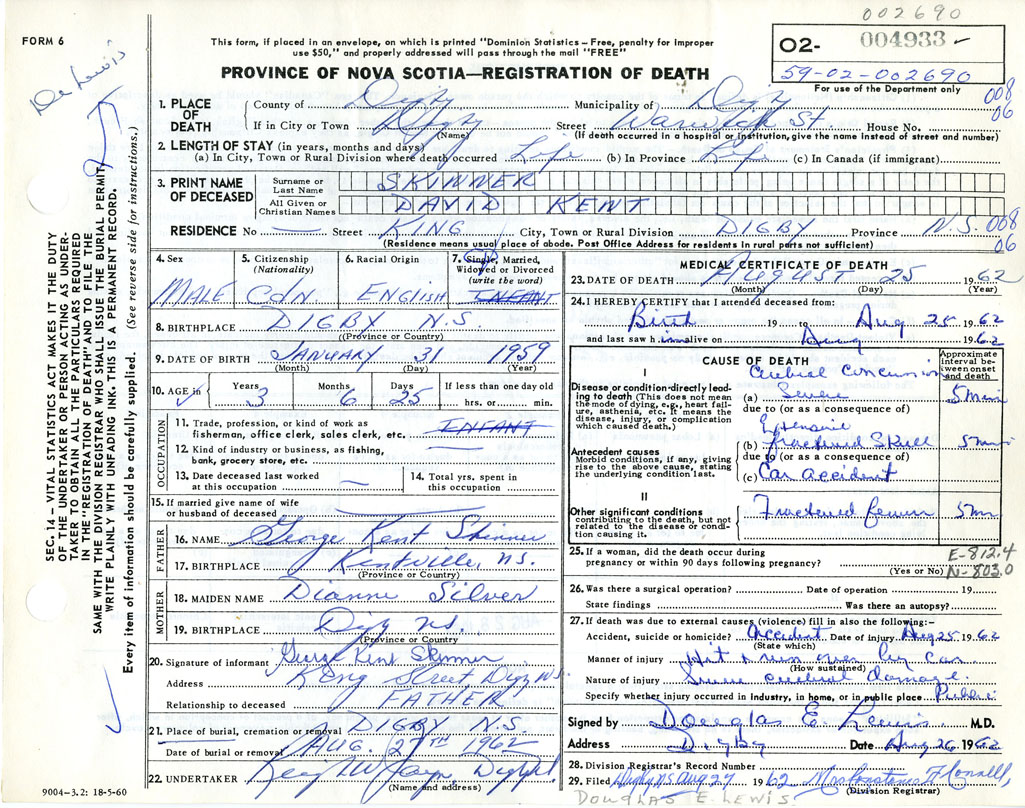 002690
FORM 6
This form, if placed in an envelope, on which is printed "Dominion Statistics – Free, penalty for improper
use $50," and properly addressed will pass through the mail "FREE"
PROVINCE OF NOVA SCOTIA—REGISTRATION OF DEATH
02- 004933
59-02-002690
For use of the Department only
008
06
Dr Lewis
SEC. 14 – VITAL STATISTICS ACT MAKES IT THE DUTY
OF THE UNDERTAKER OR PERSON ACTING AS UNDER-
TAKER TO OBTAIN ALL THE PARTICULARS REQUIRED
IN THE "REGISTRATION OF DEATH" AND TO FILE THE
SAME WITH THE DIVISION REGISTRAR WHO SHALL ISSUE THE BURIAL PERMIT.
WRITE PLAINLY WITH UNFADING INK. THIS IS A PERMANENT RECORD.
Every item of information should be carefully supplied. (See reverse side for instructions.)
1. PLACE OF DEATH
County of Digby Municipality of Digby
If in City or Town Digby Street Warwick St House No.
(Name) (If death occurred in a hospital or institution, give the name instead of street and number)
2. LENGTH OF STAY (in years, months and days)
(a) In City, Town or Rural Division where death occurred Life (b) In Province Life (c) In Canada (if immigrant)
3. PRINT NAME OF DECEASED
Surname or Last Name SKINNER
All Given or Christian Names DAVID KENT
RESIDENCE No — Street KING City, Town or Rural Division DIGBY Province N.S. 008
06
(Residence means usual place of abode. Post Office Address for residents in rural parts not sufficient)
4. Sex
MALE
5. Citizenship
(Nationality)
CDN.
6. Racial Origin
ENGLISH
7. Single, Married,
Widowed or Divorced
(write the word)
INFANT
8. BIRTHPLACE DIGBY N.S.
(Province or Country)
9. DATE OF BIRTH JANUARY 31 1959
(Month) (Day) (Year)
10. AGE in Years 3 Months 6 Days 25 If less than one day old
hrs. or min.
OCCUPATION
11. Trade, profession, or kind of work as
fisherman, office clerk, sales clerk, etc. INFANT
12. Kind of industry or business, as fishing,
bank, grocery store, etc. —
13. Date deceased last worked
at this occupation —
14. Total yrs. spent in
this occupation
15. If married give name of wife
or husband of deceased
FATHER
16. NAME George Kent Skinner
17. BIRTHPLACE Kentville, N.S.
(Province or Country)
MOTHER
18. MAIDEN NAME Dianne Silver
19. BIRTHPLACE Digby N.S.
(Province or Country)
20. Signature of informant George Kent Skinner
Address King Street Digby N.S.
Relationship to deceased FATHER
21. Place of burial, cremation or removal DIGBY N.S.
Date of burial or removal AUG. 27TH 1962
22. UNDERTAKER Digby
(Name and address)
9004-3.2: 18-5-60
MEDICAL CERTIFICATE OF DEATH
23. DATE OF DEATH August 25 1962
(Month) (Day) (Year)
24. I HEREBY CERTIFY that I attended deceased from:
Birth 19 to Aug 25 1962
and last saw him alive on Aug 1962
CAUSE OF DEATH
Approximate interval between onset and death
I
Disease or condition directly leading to death (This does not mean the mode of dying, e.g., heart failure, asthenia, etc. It means the disease, injury, or complication which caused death.)
Cerebral Concussion
(a) Severe 5 min
due to (or as a consequence of)
Antecedent causes
Morbid conditions, if any, giving rise to the above cause, stating the underlying condition last.
Extensive
(b) Fractured Skull 5 min
due to (or as a consequence of)
(c) Car accident
II
Other significant conditions
contributing to the death, but not related to the disease or condition causing it.
Fractured femur 5 min
25. If a woman, did the death occur during
pregnancy or within 90 days following pregnancy?
(Yes or No)
E-812.4
N-803.0
26. Was there a surgical operation? Date of operation 19
State findings Was there an autopsy?
27. If death was due to external causes (violence) fill in also the following:–
Accident, suicide or homicide? Accident Date of injury Aug 25 1962
(State which)
Manner of injury Hit & run over by car
(How sustained)
Nature of injury Severe cerebral damage.
Specify whether injury occurred in industry, in home, or in public place Public
Signed by Douglas E. Lewis M.D.
Address Digby Date Aug 26 1962
28. Division Registrar's Record Number
29. Filed Digby N.S. Aug 27 1962 Mrs Constance
(Division Registrar)
DOUGLAS E. LEWIS